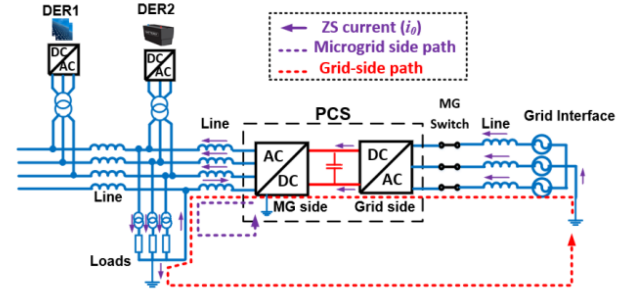 DER1
DER2
ZS current (i₀)
Microgrid side path
Grid-side path
DC
AC
DC
AC
PCS
MG
Switch
Line
Line
Grid Interface
AC
DC
DC
AC
MG side
Grid side
Line
Loads